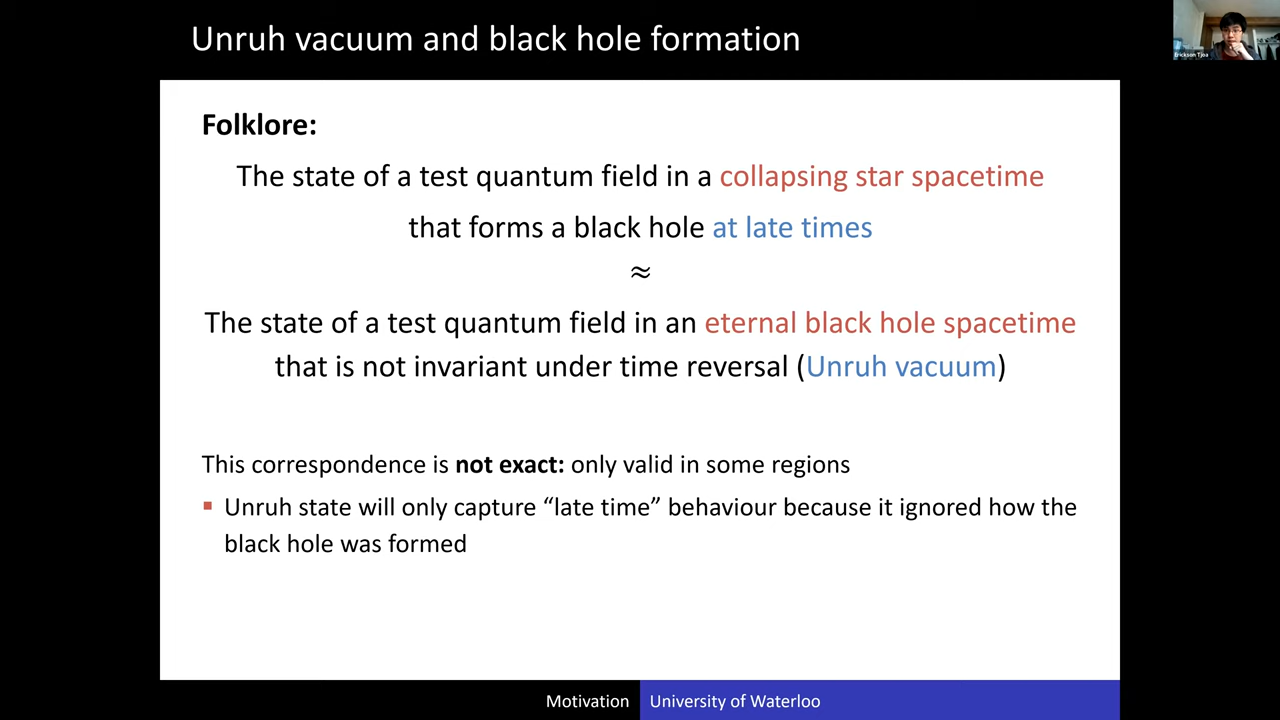 Unruh vacuum and black hole formation
Erickson Tjoa
Folklore:
The state of a test quantum field in a collapsing star spacetime
that forms a black hole at late times
≈
The state of a test quantum field in an eternal black hole spacetime
that is not invariant under time reversal (Unruh vacuum)
This correspondence is not exact: only valid in some regions
▪ Unruh state will only capture “late time” behaviour because it ignored how the
black hole was formed
Motivation
University of Waterloo